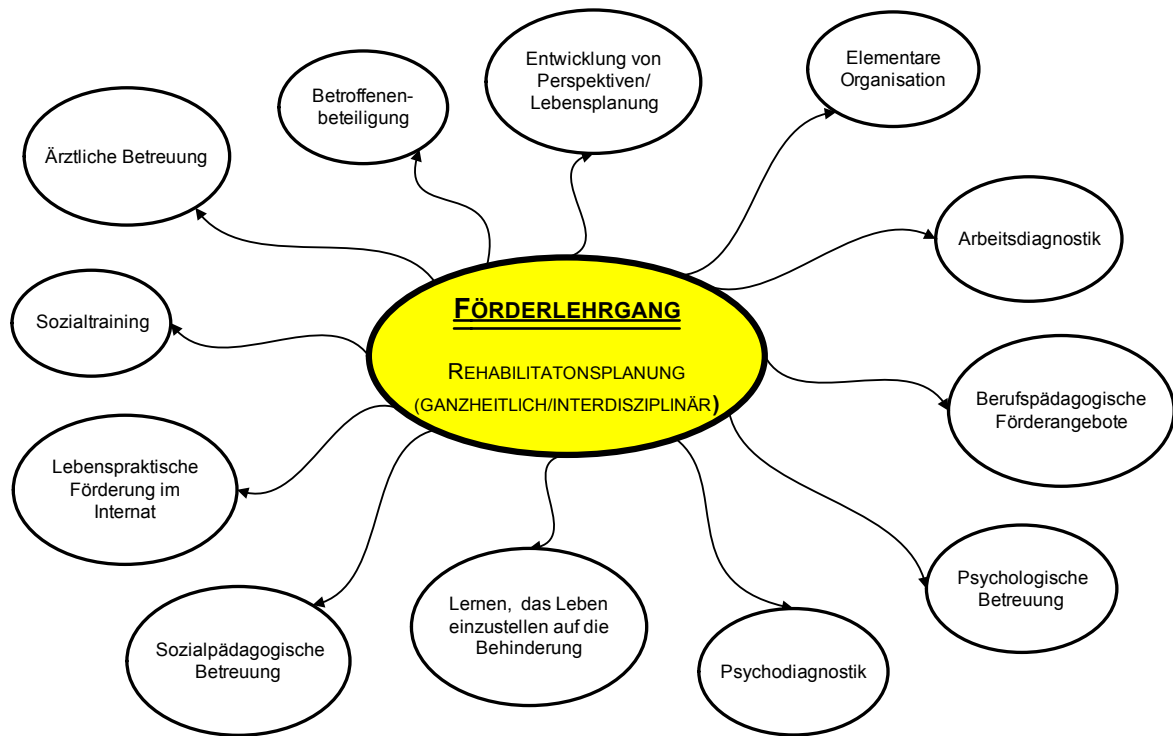 Entwicklung von
Perspektiven/
Lebensplanung
Elementare
Organisation
Betroffenen-
beteiligung
Ärztliche Betreuung
Arbeitsdiagnostik
FÖRDERLEHRGANG
REHABILITATONSPLANUNG
(GANZHEITLICH/INTERDISZIPLINÄR)
Sozialtraining
Berufspädagogische
Förderangebote
Lebenspraktische
Förderung im
Internat
Psychologische
Betreuung
Lernen, das Leben
einzustellen auf die
Behinderung
Sozialpädagogische
Betreuung
Psychodiagnostik